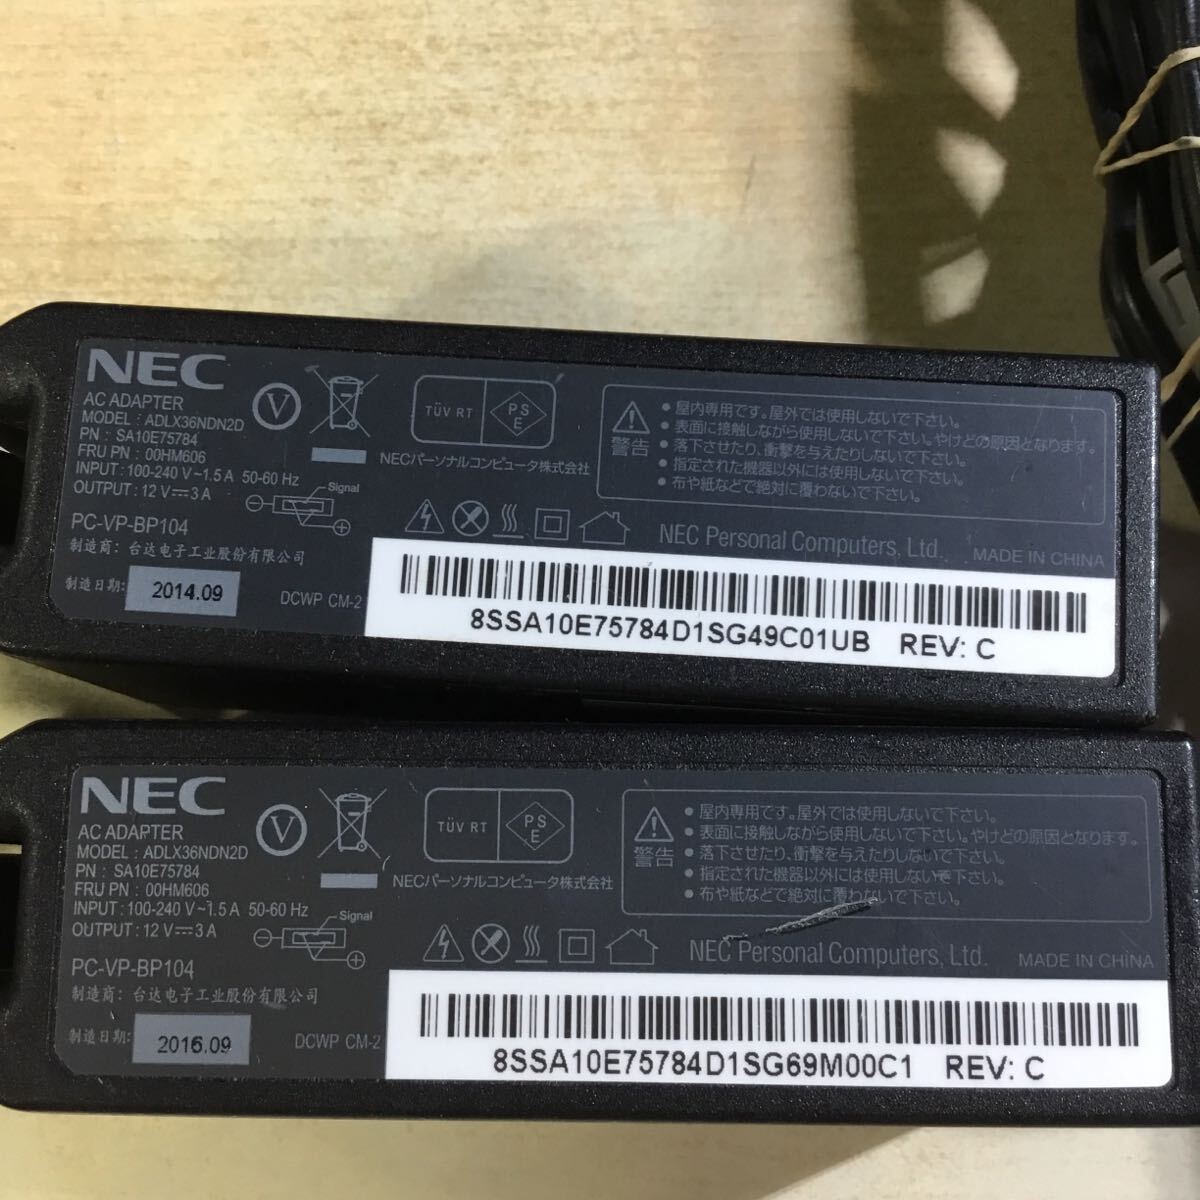 NEC
AC ADAPTER
MODEL : ADLX36NDN2D
PN : SA10E75784
FRU PN : 00HM606
INPUT : 100-240 V~1.5 A 50-60 Hz
OUTPUT : 12 V⎓3 A
Signal
PC-VP-BP104
制造商: 台达电子工业股份有限公司
制造日期: 2014.09
DCWP CM-2
V
TÜV RT
PS
E
NECパーソナルコンピュータ株式会社
警告
● 屋内専用です。屋外では使用しないで下さい。
● 表面に接触しながら使用しないで下さい。やけどの原因となります。
● 落下させたり、衝撃を与えたりしないで下さい。
● 指定された機器以外には使用しないで下さい。
● 布や紙などで絶対に覆わないで下さい。
NEC Personal Computers, Ltd.
MADE IN CHINA
8SSA10E75784D1SG49C01UB REV: C
NEC
AC ADAPTER
MODEL : ADLX36NDN2D
PN : SA10E75784
FRU PN : 00HM606
INPUT : 100-240 V~1.5 A 50-60 Hz
OUTPUT : 12 V⎓3 A
Signal
PC-VP-BP104
制造商: 台达电子工业股份有限公司
制造日期: 2016.09
DCWP CM-2
V
TÜV RT
PS
E
NECパーソナルコンピュータ株式会社
警告
● 屋内専用です。屋外では使用しないで下さい。
● 表面に接触しながら使用しないで下さい。やけどの原因となります。
● 落下させたり、衝撃を与えたりしないで下さい。
● 指定された機器以外には使用しないで下さい。
● 布や紙などで絶対に覆わないで下さい。
NEC Personal Computers, Ltd.
MADE IN CHINA
8SSA10E75784D1SG69M00C1 REV: C